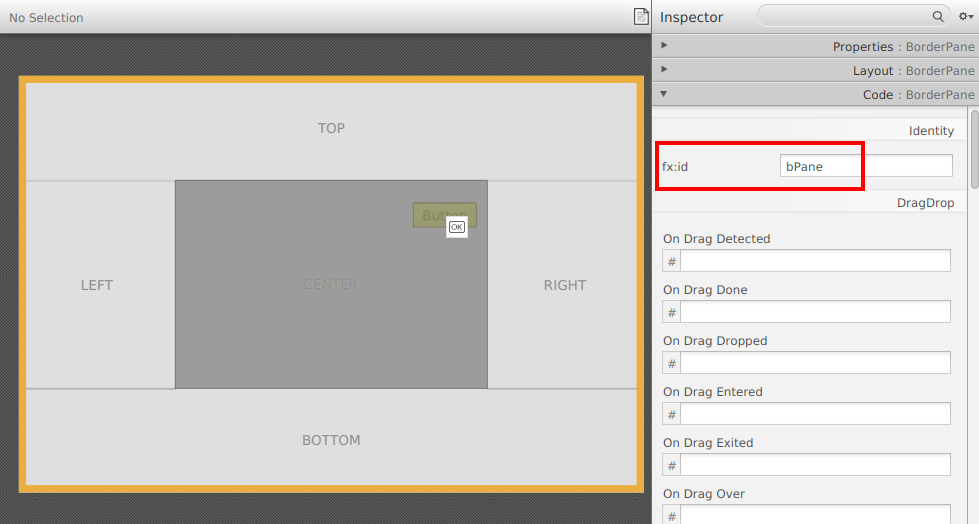 No Selection
TOP
Button
OK
LEFT
CENTER
RIGHT
BOTTOM
Inspector
Properties : BorderPane
Layout : BorderPane
Code : BorderPane
Identity
fx:id
bPane
DragDrop
On Drag Detected
#
On Drag Done
#
On Drag Dropped
#
On Drag Entered
#
On Drag Exited
#
On Drag Over
#